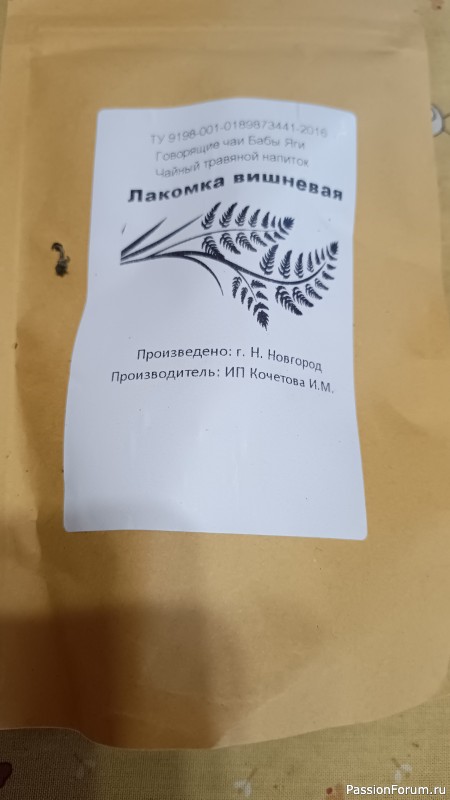 ТУ 9198-001-0189873441-2016
Говорящие чаи Бабы Яги
Чайный травяной напиток
Лакомка вишневая
Произведено: г. Н. Новгород
Производитель: ИП Кочетова И.М.
PassionForum.ru